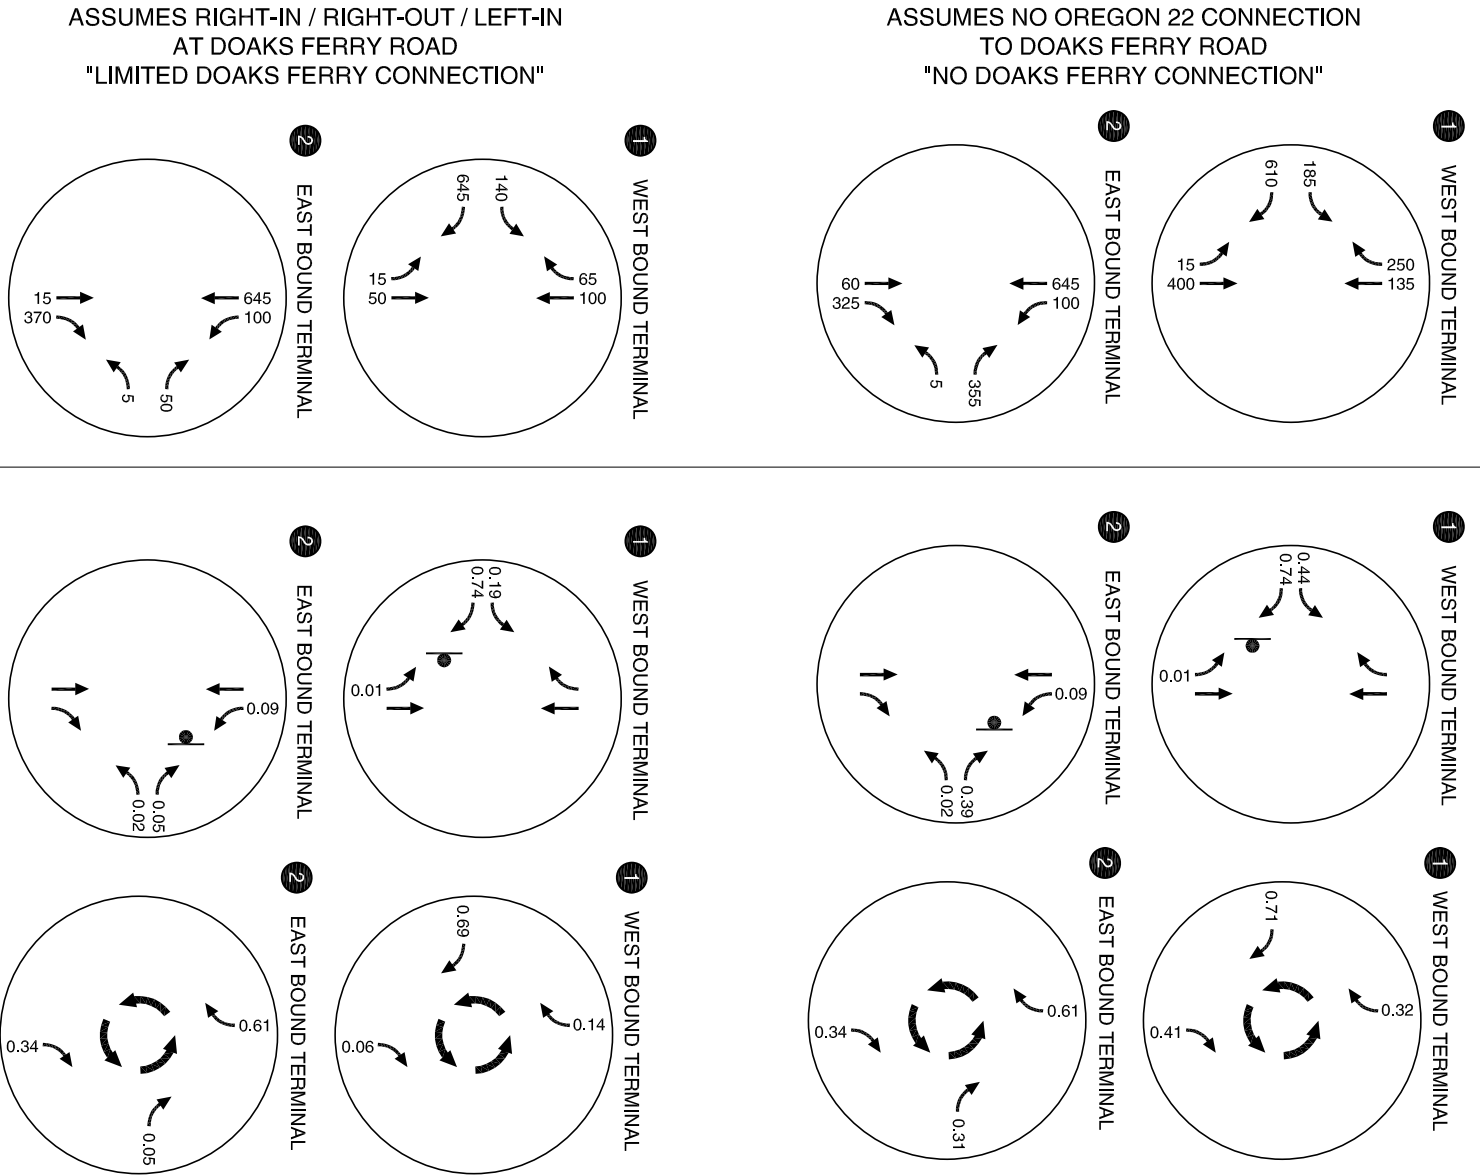 ASSUMES RIGHT-IN / RIGHT-OUT / LEFT-IN
AT DOAKS FERRY ROAD
"LIMITED DOAKS FERRY CONNECTION"
ASSUMES NO OREGON 22 CONNECTION
TO DOAKS FERRY ROAD
"NO DOAKS FERRY CONNECTION"
2 EAST BOUND TERMINAL
15
370
645
100
5
50
1 WEST BOUND TERMINAL
645
140
15
50
65
100
2 EAST BOUND TERMINAL
60
325
645
100
5
355
1 WEST BOUND TERMINAL
610
185
15
400
250
135
2 EAST BOUND TERMINAL
0.09
0.02
0.05
1 WEST BOUND TERMINAL
0.74
0.19
0.01
2 EAST BOUND TERMINAL
0.09
0.02
0.39
1 WEST BOUND TERMINAL
0.74
0.44
0.01
2 EAST BOUND TERMINAL
0.61
0.34
0.05
1 WEST BOUND TERMINAL
0.69
0.14
0.06
2 EAST BOUND TERMINAL
0.61
0.34
0.31
1 WEST BOUND TERMINAL
0.71
0.32
0.41